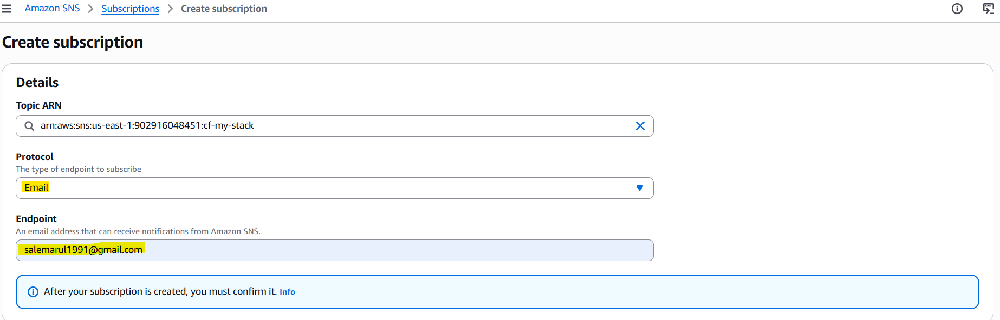 Amazon SNS > Subscriptions > Create subscription
Create subscription
Details
Topic ARN
arn:aws:sns:us-east-1:902916048451:cf-my-stack
Protocol
The type of endpoint to subscribe
Email
Endpoint
An email address that can receive notifications from Amazon SNS.
salemarul1991@gmail.com
After your subscription is created, you must confirm it. Info